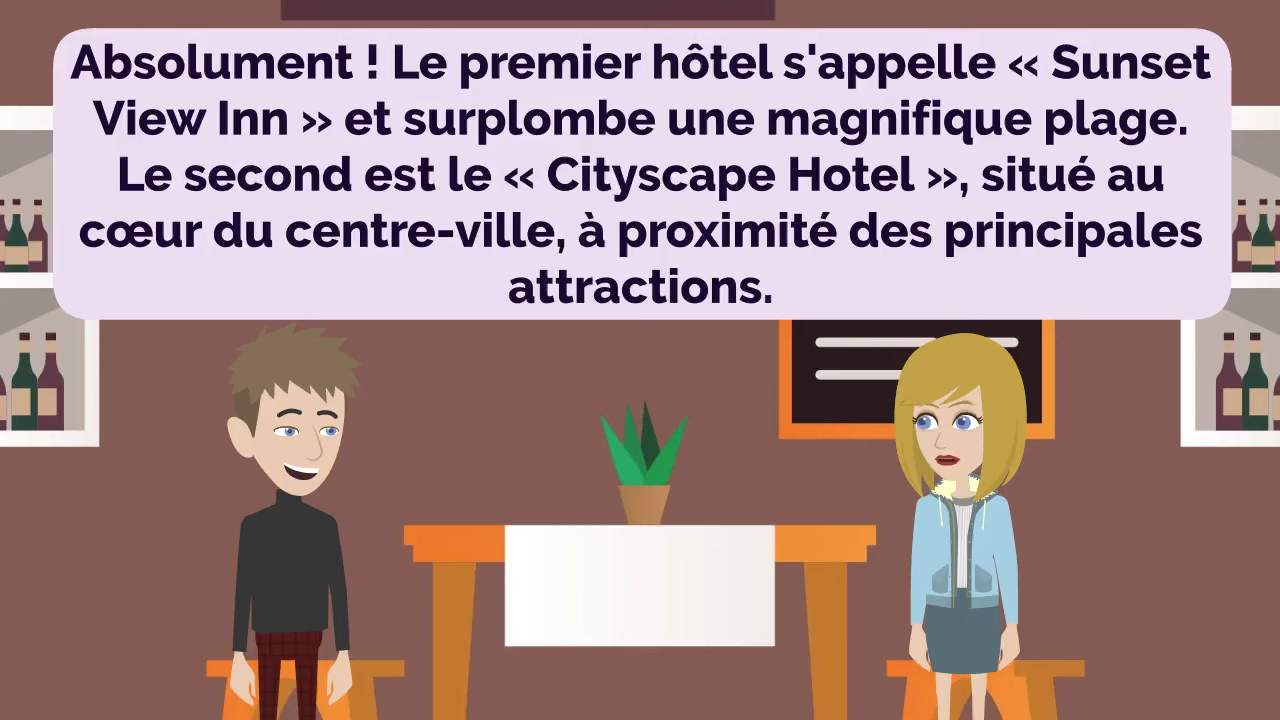 Absolument ! Le premier hôtel s'appelle « Sunset
View Inn » et surplombe une magnifique plage.
Le second est le « Cityscape Hotel », situé au
cœur du centre-ville, à proximité des principales
attractions.